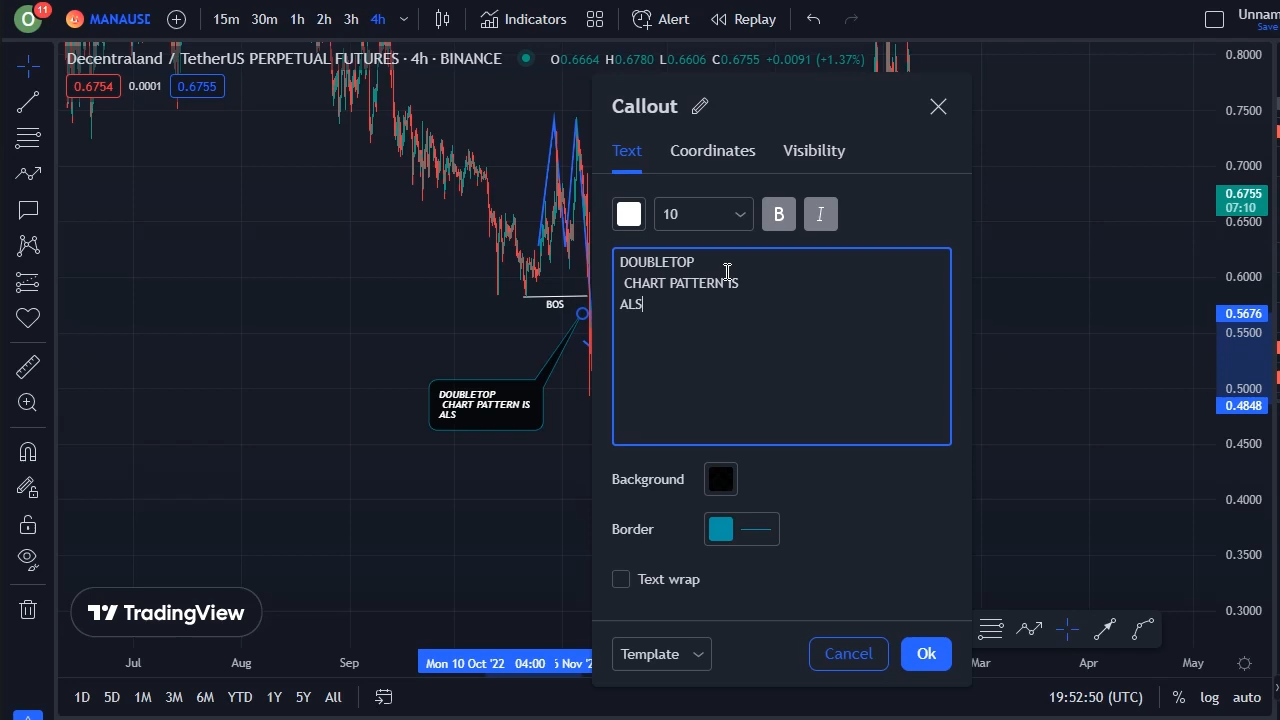 11
MANAUSD
15m 30m 1h 2h 3h 4h
Indicators
Alert
Replay
Unnam
Save
Decentraland / TetherUS PERPETUAL FUTURES · 4h · BINANCE
O0.6664 H0.6780 L0.6606 C0.6755 +0.0091 (+1.37%)
0.6754 0.0001 0.6755
Callout
Text Coordinates Visibility
10
B I
DOUBLETOP
CHART PATTERN IS
ALS
BOS
DOUBLETOP
CHART PATTERN IS
ALS
Background
Border
Text wrap
Template
Cancel
Ok
0.8000
0.7500
0.7000
0.6755
07:10
0.6500
0.6000
0.5676
0.5500
0.5000
0.4848
0.4500
0.4000
0.3500
0.3000
TradingView
Jul Aug Sep Mon 10 Oct '22 04:00 Nov Mar Apr May
1D 5D 1M 3M 6M YTD 1Y 5Y All
19:52:50 (UTC) % log auto